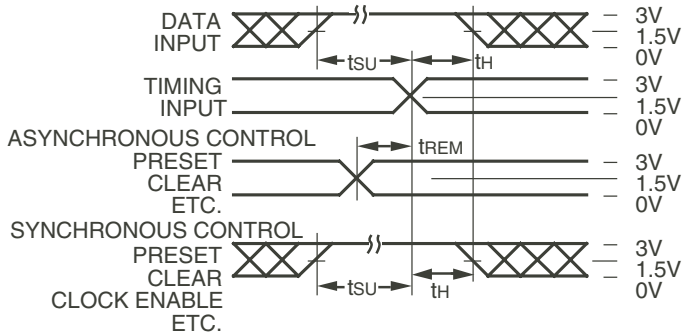 DATA
INPUT
tSU
tH
3V
1.5V
0V
TIMING
INPUT
3V
1.5V
0V
ASYNCHRONOUS CONTROL
PRESET
CLEAR
ETC.
tREM
3V
1.5V
0V
SYNCHRONOUS CONTROL
PRESET
CLEAR
CLOCK ENABLE
ETC.
tSU
tH
3V
1.5V
0V